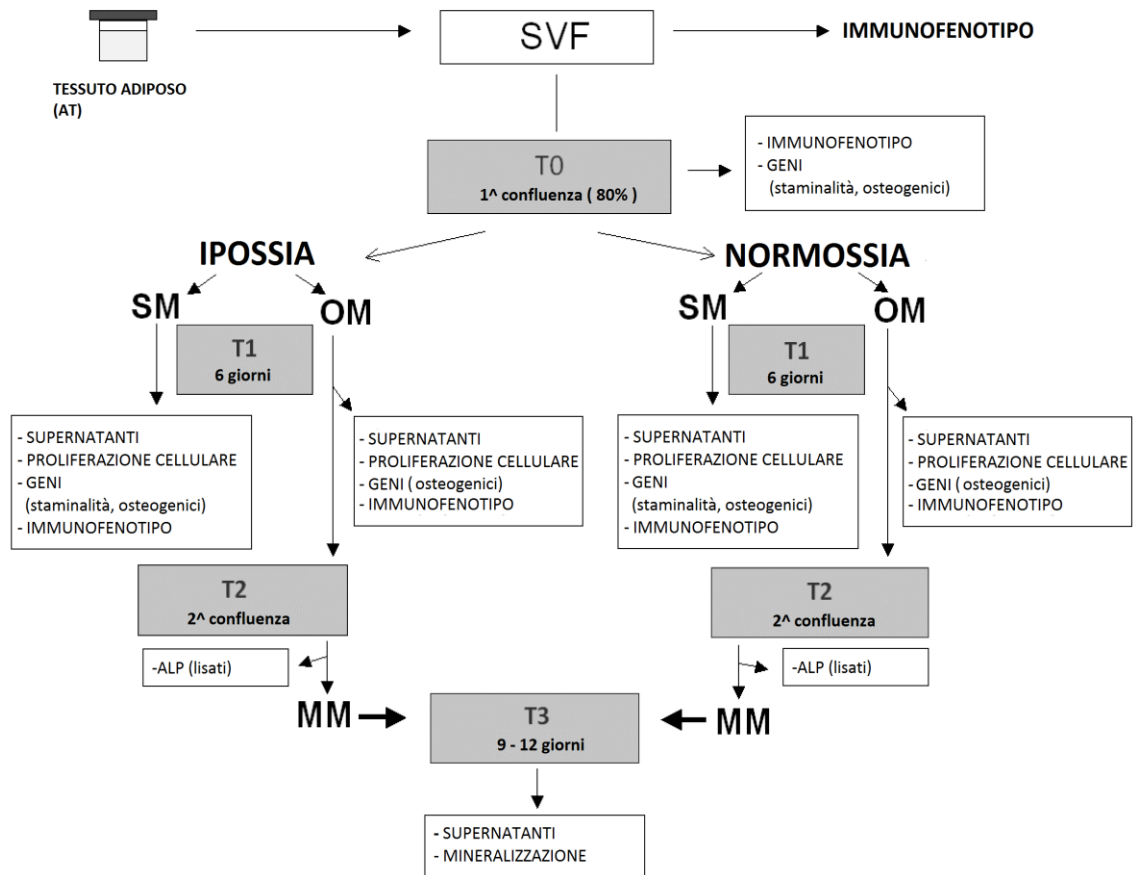 SVF
IMMUNOFENOTIPO
TESSUTO ADIPOSO
(AT)
T0
1^ confluenza ( 80% )
- IMMUNOFENOTIPO
- GENI
(staminalità, osteogenici)
IPOSSIA
NORMOSSIA
SM
OM
SM
OM
T1
6 giorni
T1
6 giorni
- SUPERNATANTI
- PROLIFERAZIONE CELLULARE
- GENI
(staminalità, osteogenici)
- IMMUNOFENOTIPO
- SUPERNATANTI
- PROLIFERAZIONE CELLULARE
- GENI ( osteogenici)
- IMMUNOFENOTIPO
- SUPERNATANTI
- PROLIFERAZIONE CELLULARE
- GENI
(staminalità, osteogenici)
- IMMUNOFENOTIPO
- SUPERNATANTI
- PROLIFERAZIONE CELLULARE
- GENI ( osteogenici)
- IMMUNOFENOTIPO
T2
2^ confluenza
T2
2^ confluenza
-ALP (lisati)
-ALP (lisati)
MM
T3
9 - 12 giorni
MM
- SUPERNATANTI
- MINERALIZZAZIONE